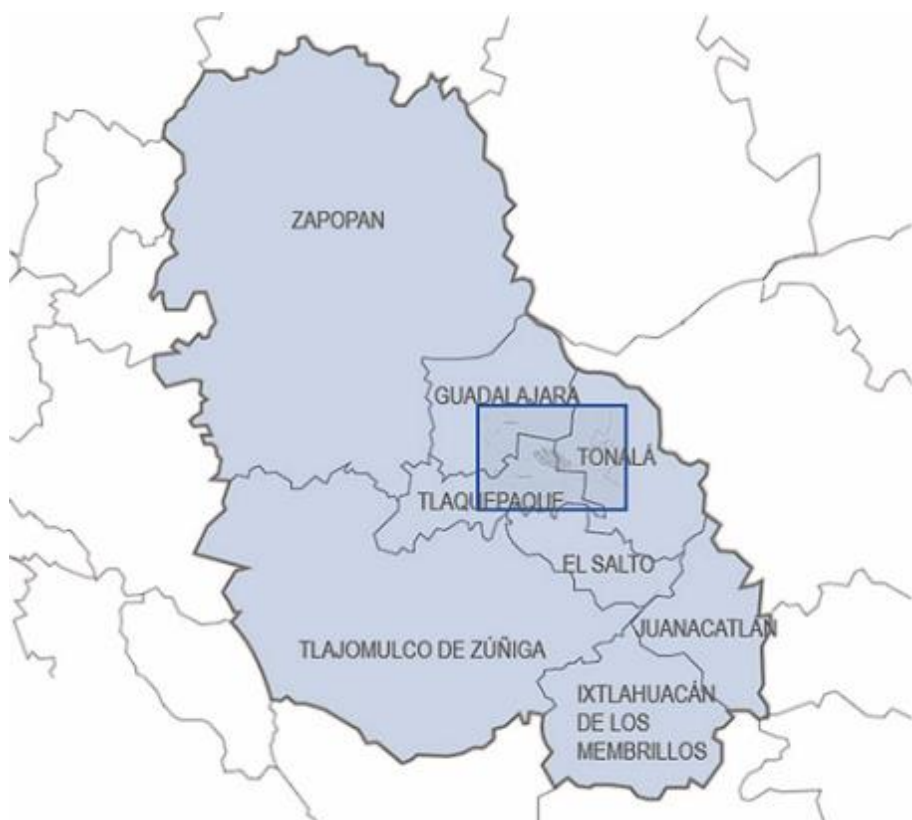 ZAPOPAN
GUADALAJARA
TONALÁ
TLAQUEPAQUE
EL SALTO
JUANACATLÁN
TLAJOMULCO DE ZÚÑIGA
IXTLAHUACÁN
DE LOS
MEMBRILLOS